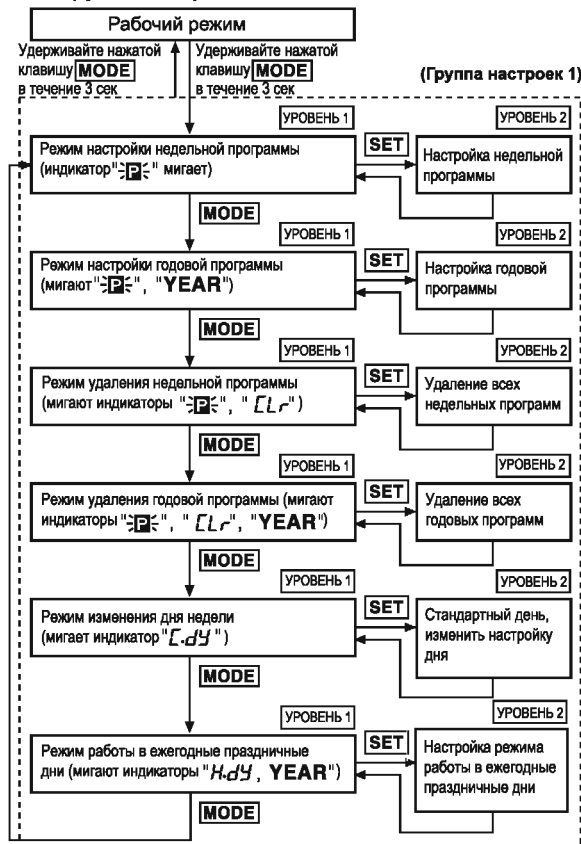 Рабочий режим
Удерживайте нажатой
клавишу MODE
в течение 3 сек
Удерживайте нажатой
клавишу MODE
в течение 3 сек
(Группа настроек 1)
УРОВЕНЬ 1
Режим настройки недельной программы
(индикатор "P" мигает)
SET
УРОВЕНЬ 2
Настройка недельной
программы
MODE
УРОВЕНЬ 1
Режим настройки годовой программы
(мигают "P", "YEAR")
SET
УРОВЕНЬ 2
Настройка годовой
программы
MODE
УРОВЕНЬ 1
Режим удаления недельной программы
(мигают индикаторы "P", "CLr")
SET
УРОВЕНЬ 2
Удаление всех
недельных программ
MODE
УРОВЕНЬ 1
Режим удаления годовой программы (мигают
индикаторы "P", "CLr", "YEAR")
SET
УРОВЕНЬ 2
Удаление всех
годовых программ
MODE
УРОВЕНЬ 1
Режим изменения дня недели
(мигает индикатор "C.dY")
SET
УРОВЕНЬ 2
Стандартный день,
изменить настройку
дня
MODE
УРОВЕНЬ 1
Режим работы в ежегодные праздничные
дни (мигают индикаторы "H.dY, YEAR")
SET
УРОВЕНЬ 2
Настройка режима
работы в ежегодные
праздничные дни
MODE